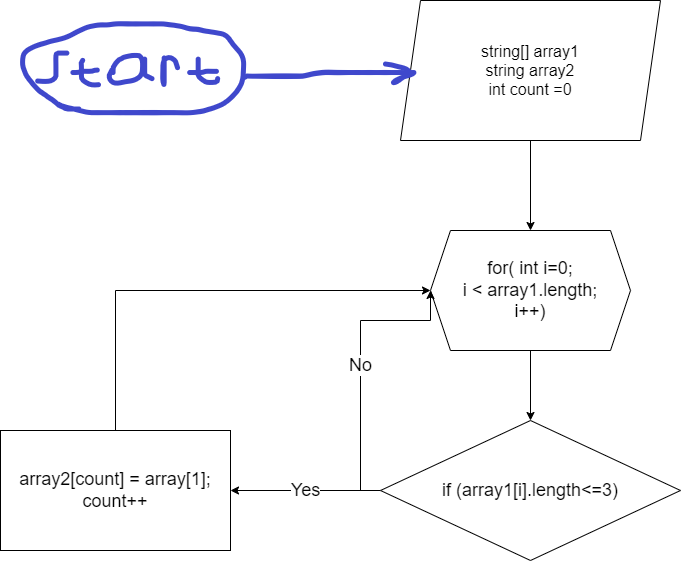 start
string[] array1
string array2
int count =0
for( int i=0;
i < array1.length;
i++)
No
array2[count] = array[1];
count++
Yes
if (array1[i].length<=3)